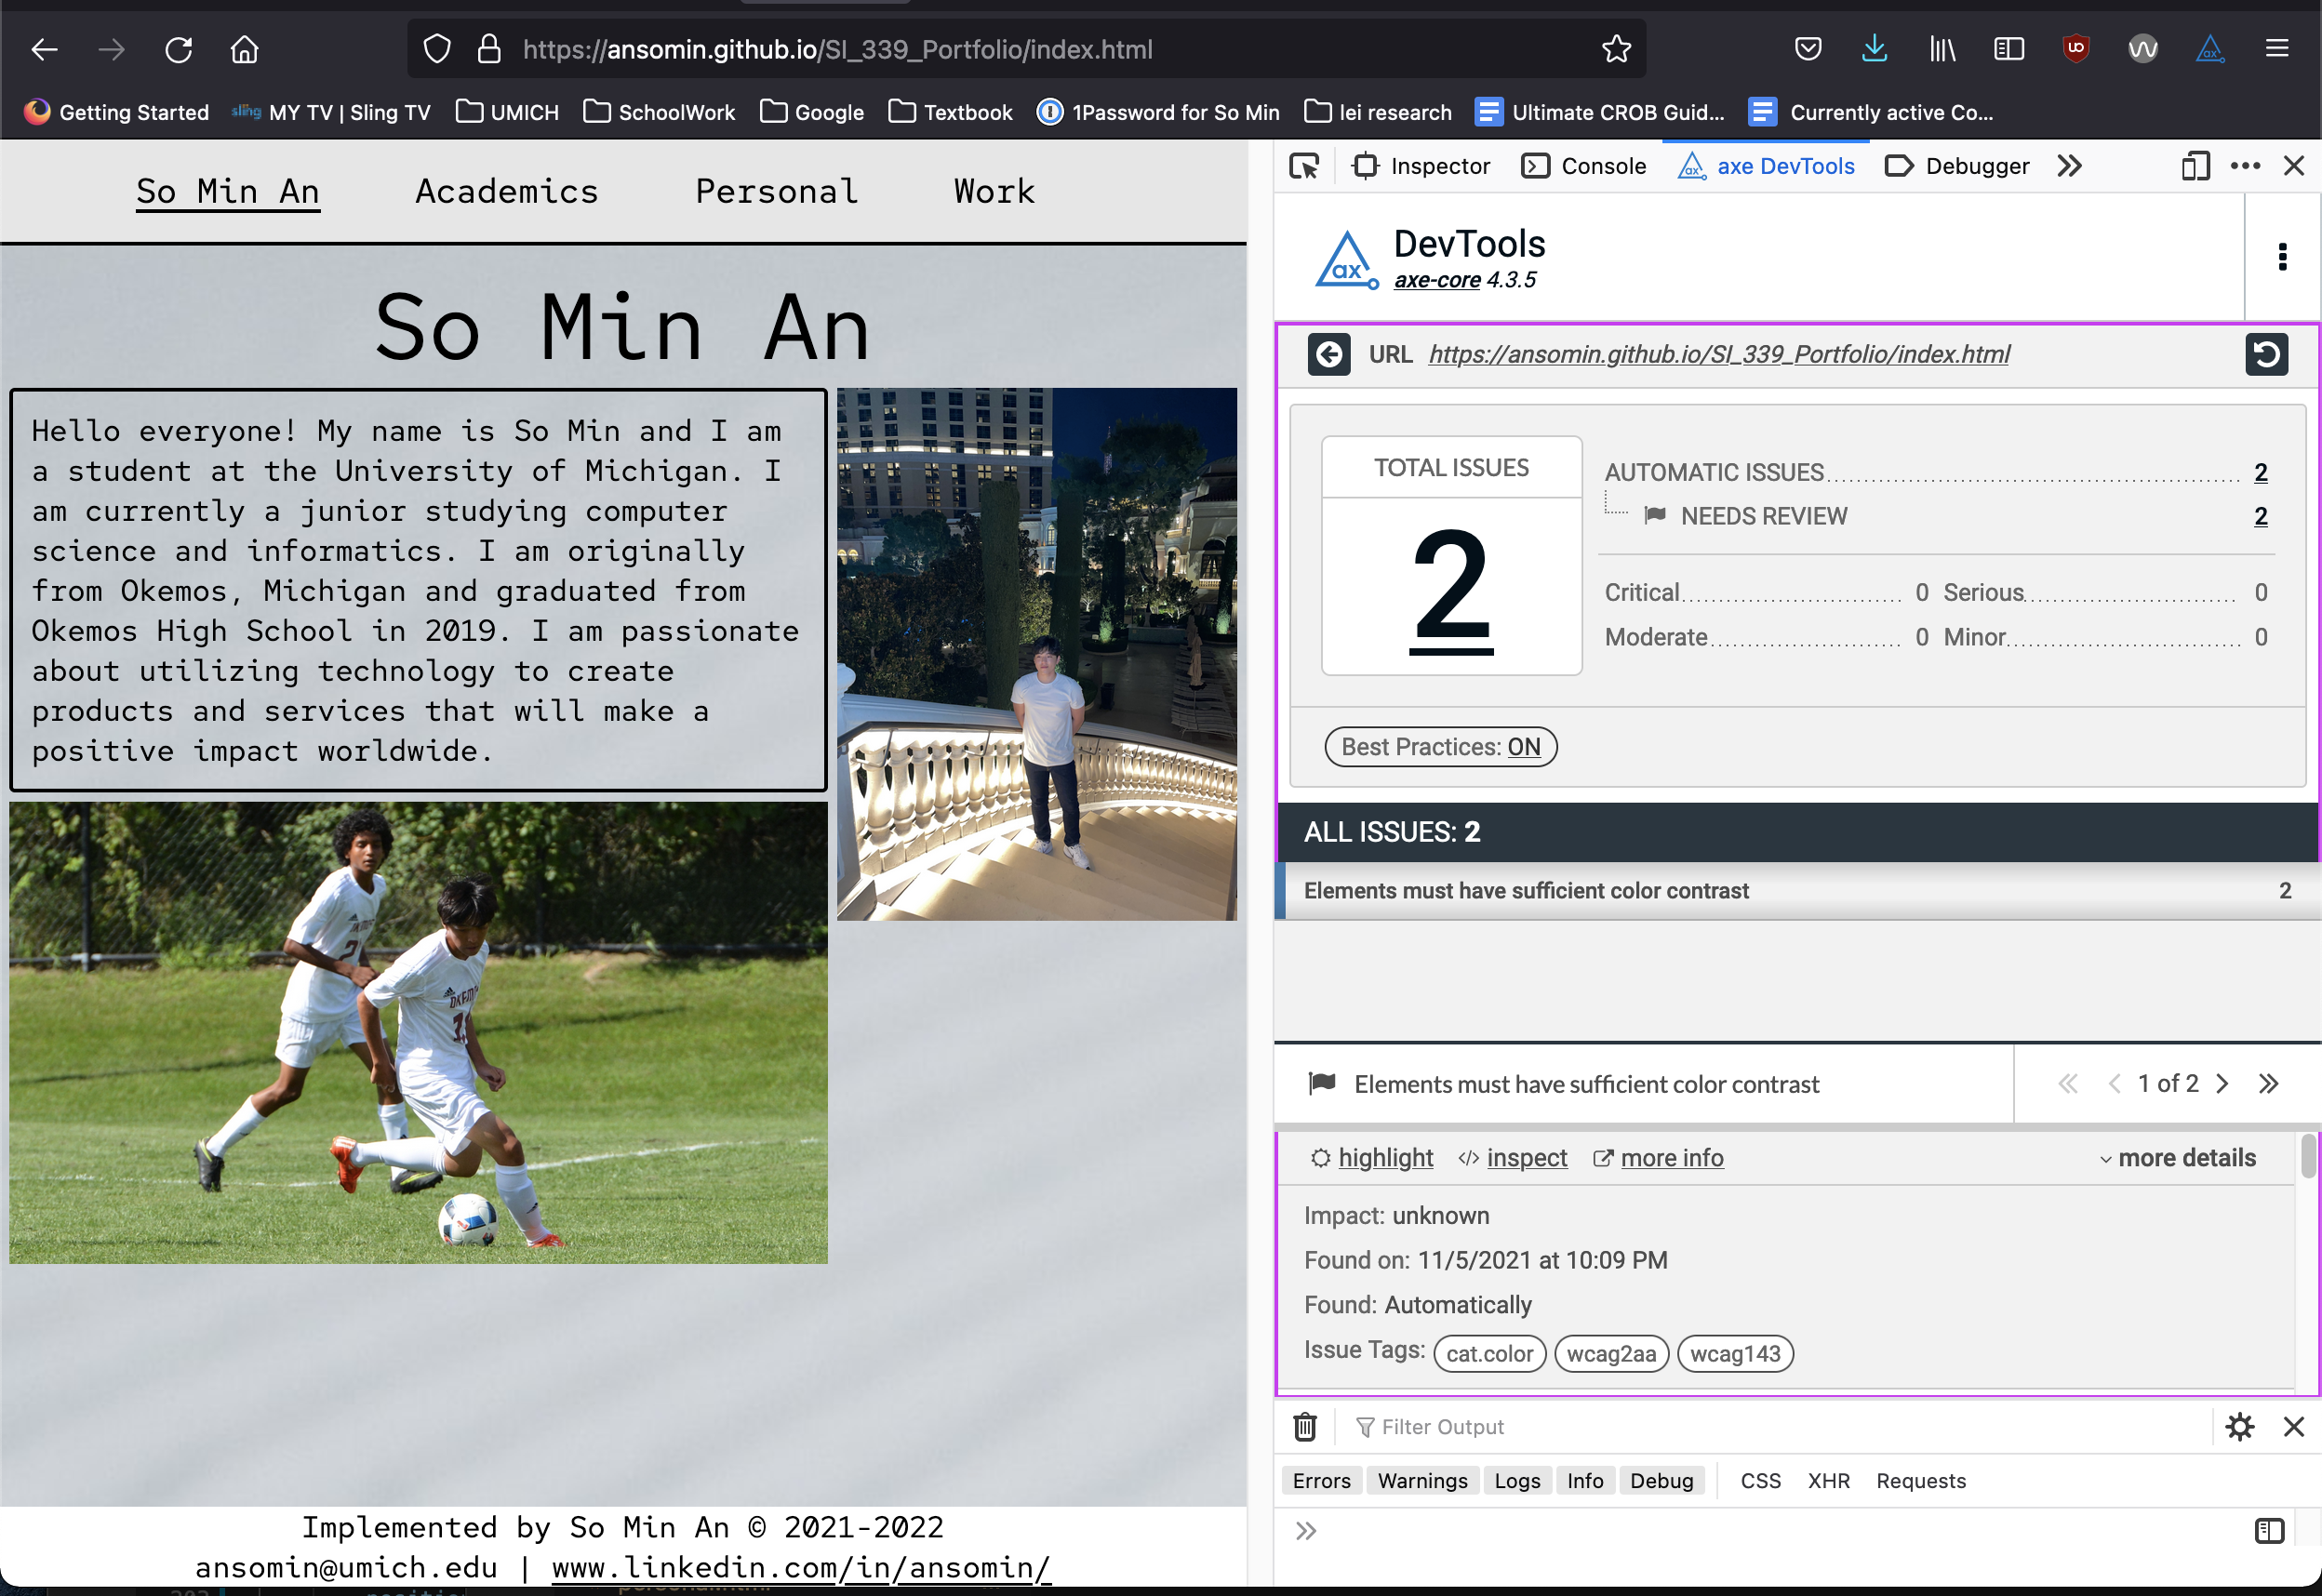 https://ansomin.github.io/SI_339_Portfolio/index.html
Getting Started
sling MY TV | Sling TV
UMICH
SchoolWork
Google
Textbook
1Password for So Min
lei research
Ultimate CROB Guid...
Currently active Co...
So Min An
Academics
Personal
Work
So Min An
Hello everyone! My name is So Min and I am
a student at the University of Michigan. I
am currently a junior studying computer
science and informatics. I am originally
from Okemos, Michigan and graduated from
Okemos High School in 2019. I am passionate
about utilizing technology to create
products and services that will make a
positive impact worldwide.
Implemented by So Min An © 2021-2022
ansomin@umich.edu | www.linkedin.com/in/ansomin/
Inspector
Console
axe DevTools
Debugger
ax
DevTools
axe-core 4.3.5
URL https://ansomin.github.io/SI_339_Portfolio/index.html
TOTAL ISSUES
2
AUTOMATIC ISSUES 2
NEEDS REVIEW 2
Critical 0 Serious 0
Moderate 0 Minor 0
Best Practices: ON
ALL ISSUES: 2
Elements must have sufficient color contrast 2
Elements must have sufficient color contrast
1 of 2
highlight
inspect
more info
more details
Impact: unknown
Found on: 11/5/2021 at 10:09 PM
Found: Automatically
Issue Tags: cat.color wcag2aa wcag143
Filter Output
Errors
Warnings
Logs
Info
Debug
CSS
XHR
Requests